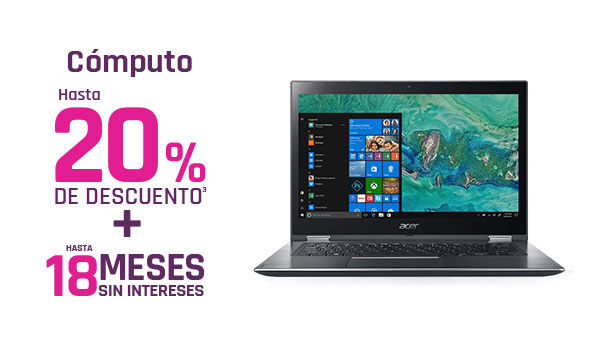 Cómputo
Hasta
20%
DE DESCUENTO³
+
HASTA
18 MESES
SIN INTERESES
acer